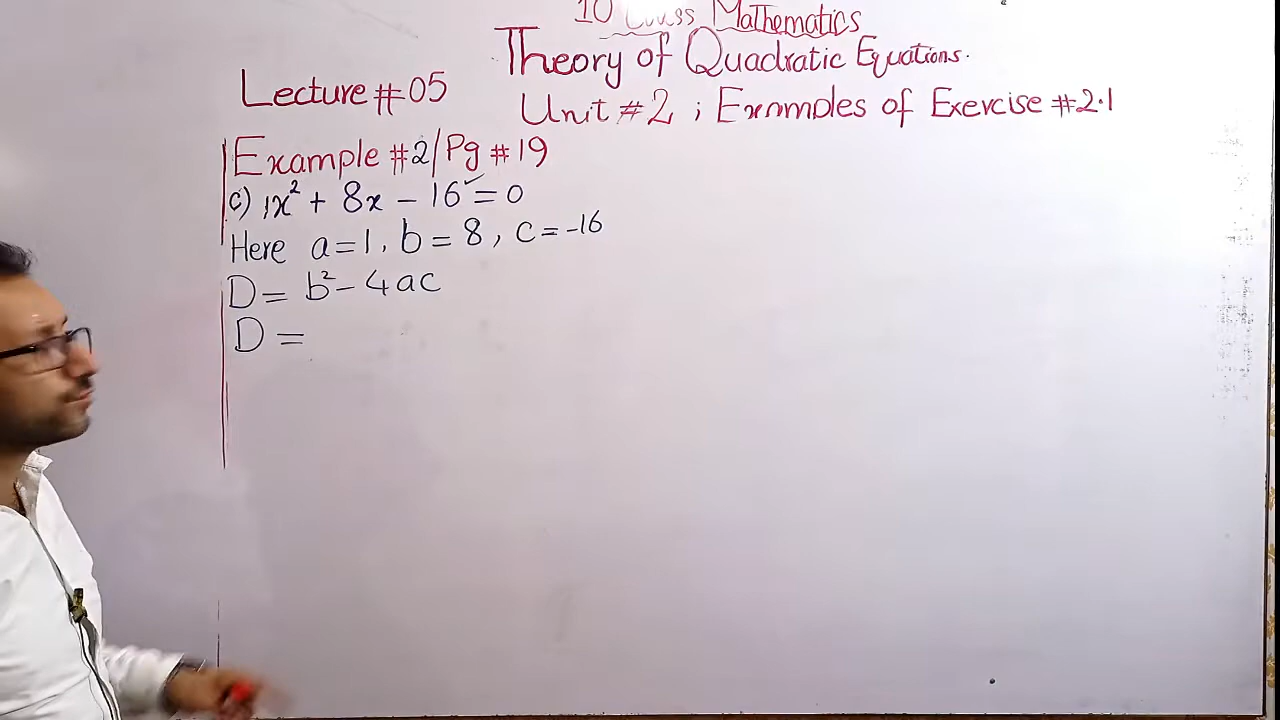 10 Class Mathematics
Theory of Quadratic Equations.
Lecture #05
Unit #2 ; Examples of Exercise #2.1
Example #2/Pg #19
c) 1x² + 8x - 16 = 0
Here a=1, b=8, c=-16
D = b² - 4ac
D =